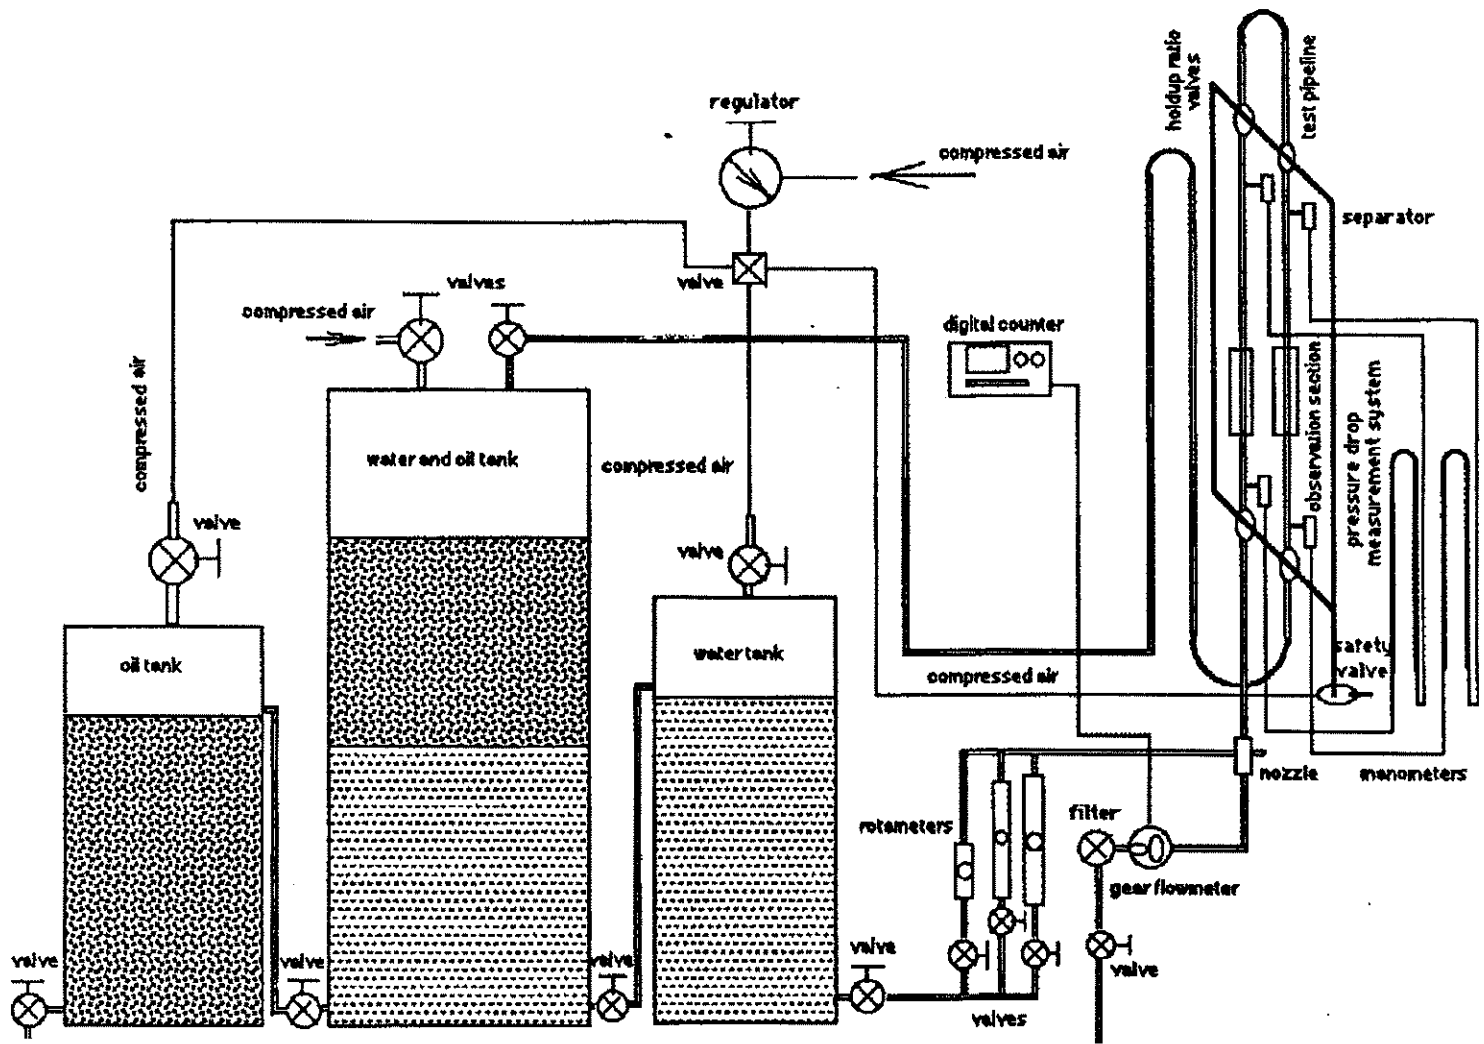 regulator
compressed air
holdup ratio
valves
test pipeline
separator
valve
valves
compressed air
digital counter
compressed air
water and oil tank
compressed air
observation section
pressure drop
measurement system
valve
valve
oil tank
water tank
compressed air
safety
valve
nozzle
manometers
rotameters
filter
gear flowmeter
valve
valve
valve
valve
valve
valves